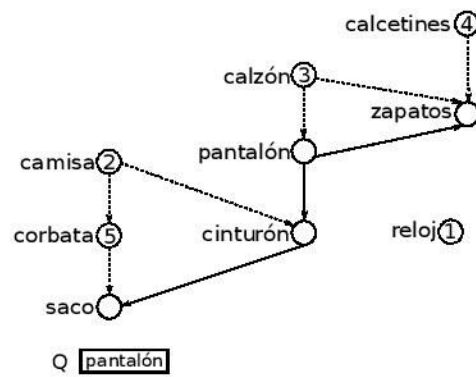 calcetines 4
calzón 3
zapatos
pantalón
camisa 2
corbata 5
cinturón
reloj 1
saco
Q pantalón